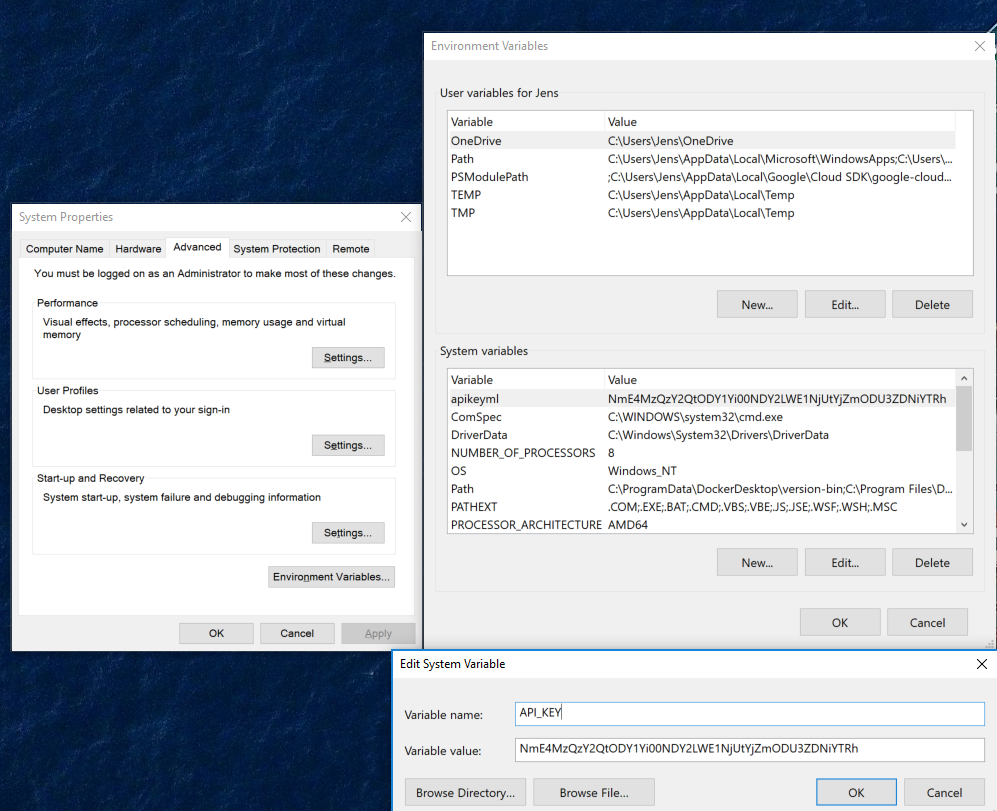 Environment Variables
User variables for Jens
Variable Value
OneDrive C:\Users\Jens\OneDrive
Path C:\Users\Jens\AppData\Local\Microsoft\WindowsApps;C:\Users\...
PSModulePath ;C:\Users\Jens\AppData\Local\Google\Cloud SDK\google-cloud...
TEMP C:\Users\Jens\AppData\Local\Temp
TMP C:\Users\Jens\AppData\Local\Temp
New... Edit... Delete
System variables
Variable Value
apikeyml NmE4MzQzY2QtODY1Yi00NDY2LWE1NjUtYjZmODU3ZDNiYTRh
ComSpec C:\WINDOWS\system32\cmd.exe
DriverData C:\Windows\System32\Drivers\DriverData
NUMBER_OF_PROCESSORS 8
OS Windows_NT
Path C:\ProgramData\DockerDesktop\version-bin;C:\Program Files\D...
PATHEXT .COM;.EXE;.BAT;.CMD;.VBS;.VBE;.JS;.JSE;.WSF;.WSH;.MSC
PROCESSOR_ARCHITECTURE AMD64
New... Edit... Delete
OK Cancel
System Properties
Computer Name Hardware Advanced System Protection Remote
You must be logged on as an Administrator to make most of these changes.
Performance
Visual effects, processor scheduling, memory usage and virtual
memory
Settings...
User Profiles
Desktop settings related to your sign-in
Settings...
Start-up and Recovery
System start-up, system failure and debugging information
Settings...
Environment Variables...
OK Cancel Apply
Edit System Variable
Variable name: API_KEY
Variable value: NmE4MzQzY2QtODY1Yi00NDY2LWE1NjUtYjZmODU3ZDNiYTRh
Browse Directory... Browse File... OK Cancel